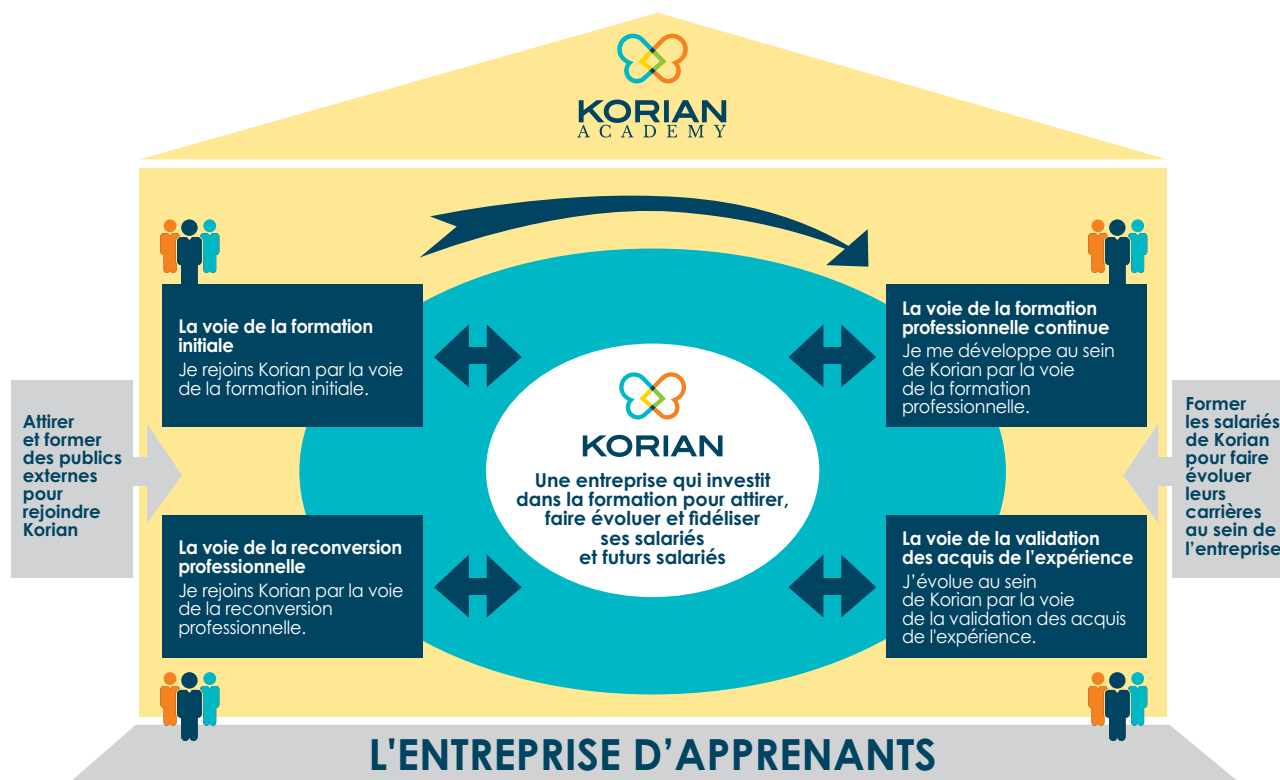 KORIAN
ACADEMY
La voie de la formation
initiale
Je rejoins Korian par la voie
de la formation initiale.
La voie de la formation
professionnelle continue
Je me développe au sein
de Korian par la voie
de la formation
professionnelle.
Attirer
et former
des publics
externes
pour
rejoindre
Korian
KORIAN
Une entreprise qui investit
dans la formation pour attirer,
faire évoluer et fidéliser
ses salariés
et futurs salariés
Former
les salariés
de Korian
pour faire
évoluer
leurs
carrières
au sein de
l’entreprise
La voie de la reconversion
professionnelle
Je rejoins Korian par la voie
de la reconversion
professionnelle.
La voie de la validation
des acquis de l’expérience
J’évolue au sein
de Korian par la voie
de la validation des acquis
de l'expérience.
L'ENTREPRISE D’APPRENANTS